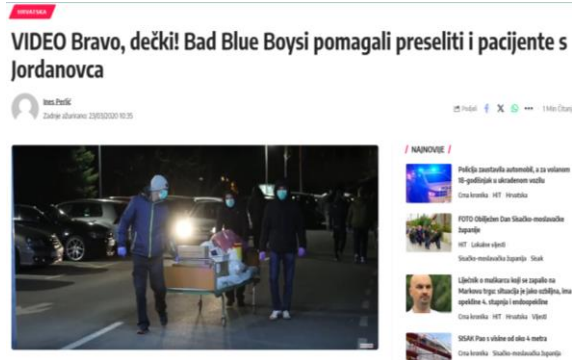 HRVATSKA
VIDEO Bravo, dečki! Bad Blue Boysi pomagali preseliti i pacijente s
Jordanovca
Ines Perlić
Zadnje ažurirano: 23/03/2020 10:35
Podjeli
1 Min Čitanj
/ NAJNOVIJE /
Policija zaustavila automobil, a za volanom
16-godišnjak u ukradenom vozilu
Crna kronika HIT Hrvatska
FOTO Obilježen Dan Sisačko-moslavačke
županije
HIT Lokalne vijesti
Sisačko-moslavačka županija Sisak
Liječnik o muškarcu koji se zapalio na
Markovu trgu: situacija je jako ozbiljna, ima
opekline 4. stupnja i endoopekline
Crna kronika HIT Hrvatska Vijesti
SISAK Pao s visine od oko 4 metra
Crna kronika Sisačko-moslavačka županija